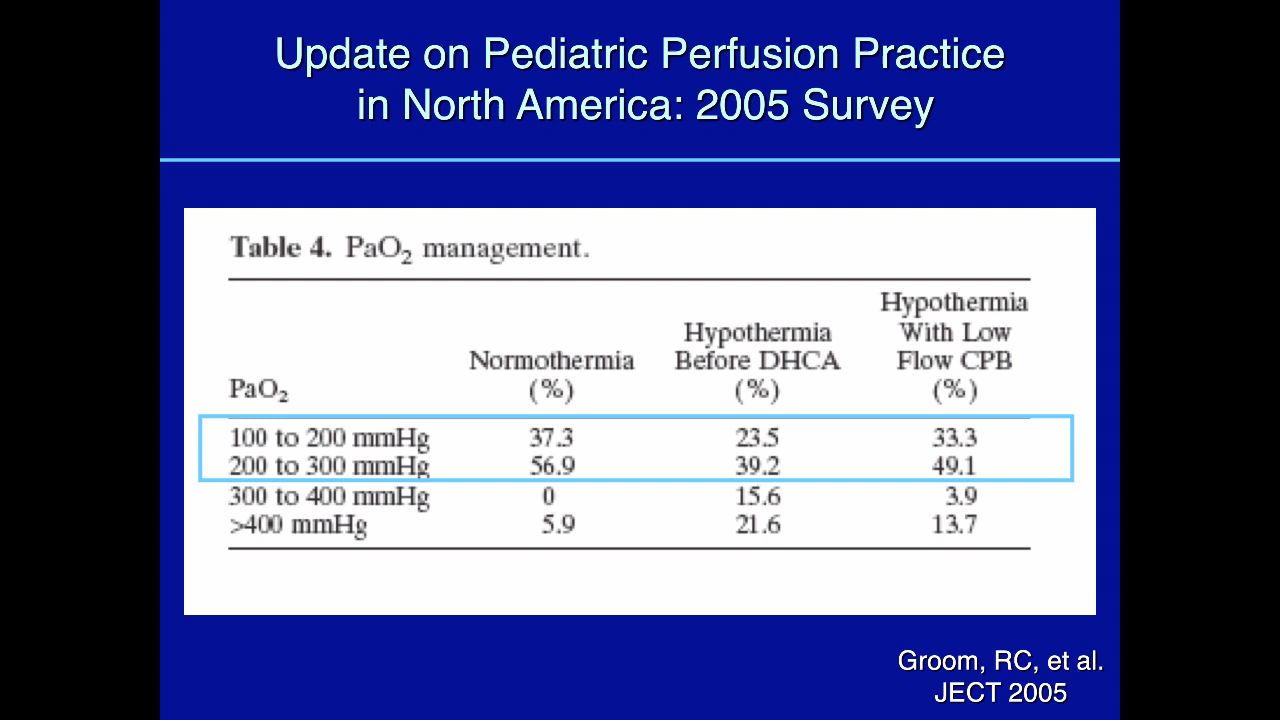 Update on Pediatric Perfusion Practice
in North America: 2005 Survey
Table 4. PaO₂ management.
PaO₂ Normothermia (%) Hypothermia Before DHCA (%) Hypothermia With Low Flow CPB (%)
100 to 200 mmHg 37.3 23.5 33.3
200 to 300 mmHg 56.9 39.2 49.1
300 to 400 mmHg 0 15.6 3.9
>400 mmHg 5.9 21.6 13.7
Groom, RC, et al.
JECT 2005